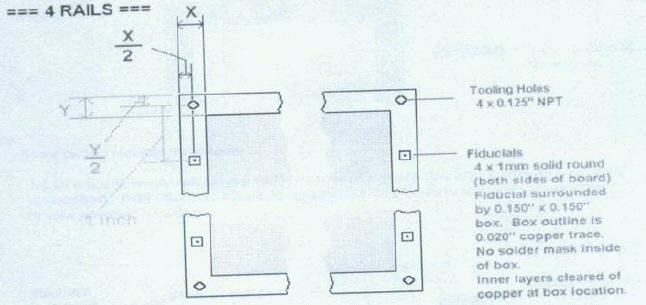 === 4 RAILS ===
X
X
2
Y
Y
2
1 inch
Tooling Holes
4 x 0.125" NPT
Fiducials
4 x 1mm solid round
(both sides of board)
Fiducial surrounded
by 0.150" x 0.150"
box. Box outline is
0.020" copper trace.
No solder mask inside
of box.
Inner layers cleared of
copper at box location.